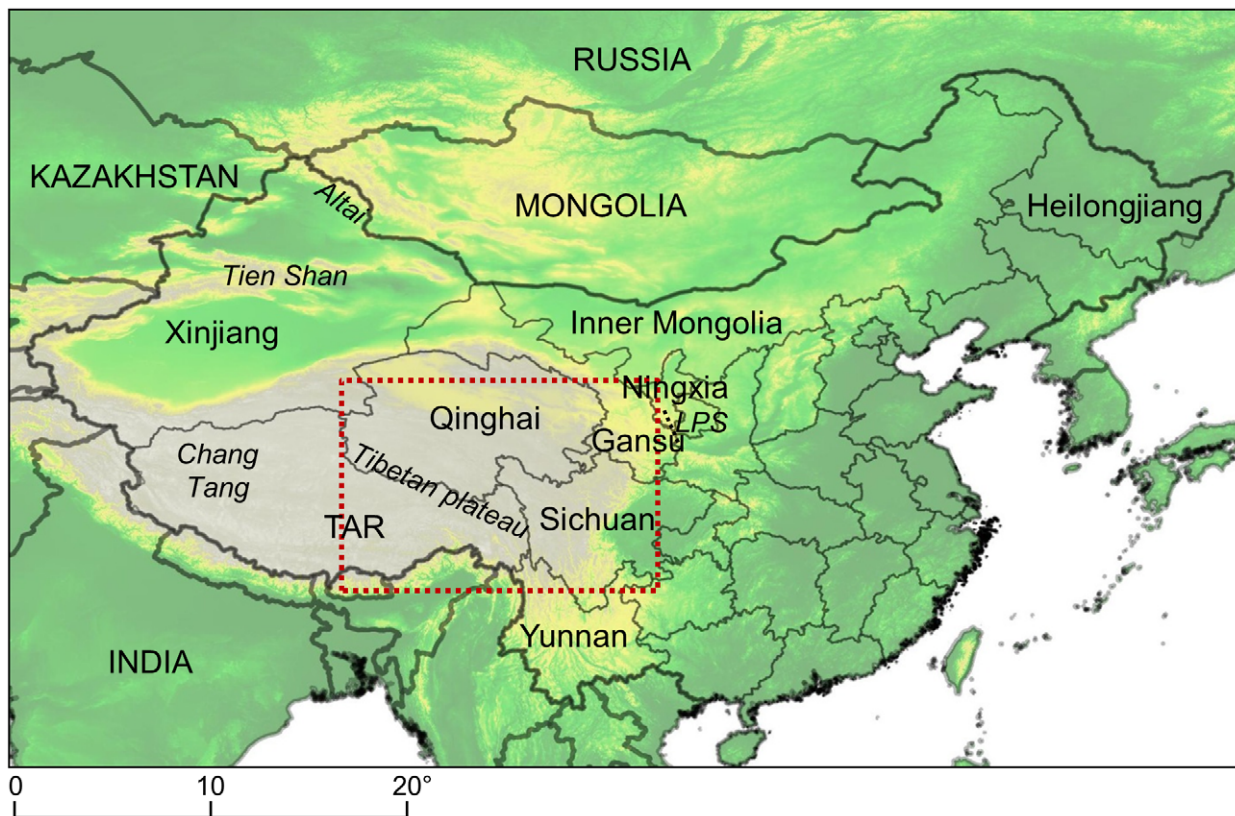 RUSSIA
KAZAKHSTAN
Altai
MONGOLIA
Heilongjiang
Tien Shan
Xinjiang
Inner Mongolia
Ningxia
Qinghai
LPS
Gansu
Chang
Tang
Tibetan plateau
TAR
Sichuan
Yunnan
INDIA
0 10 20°